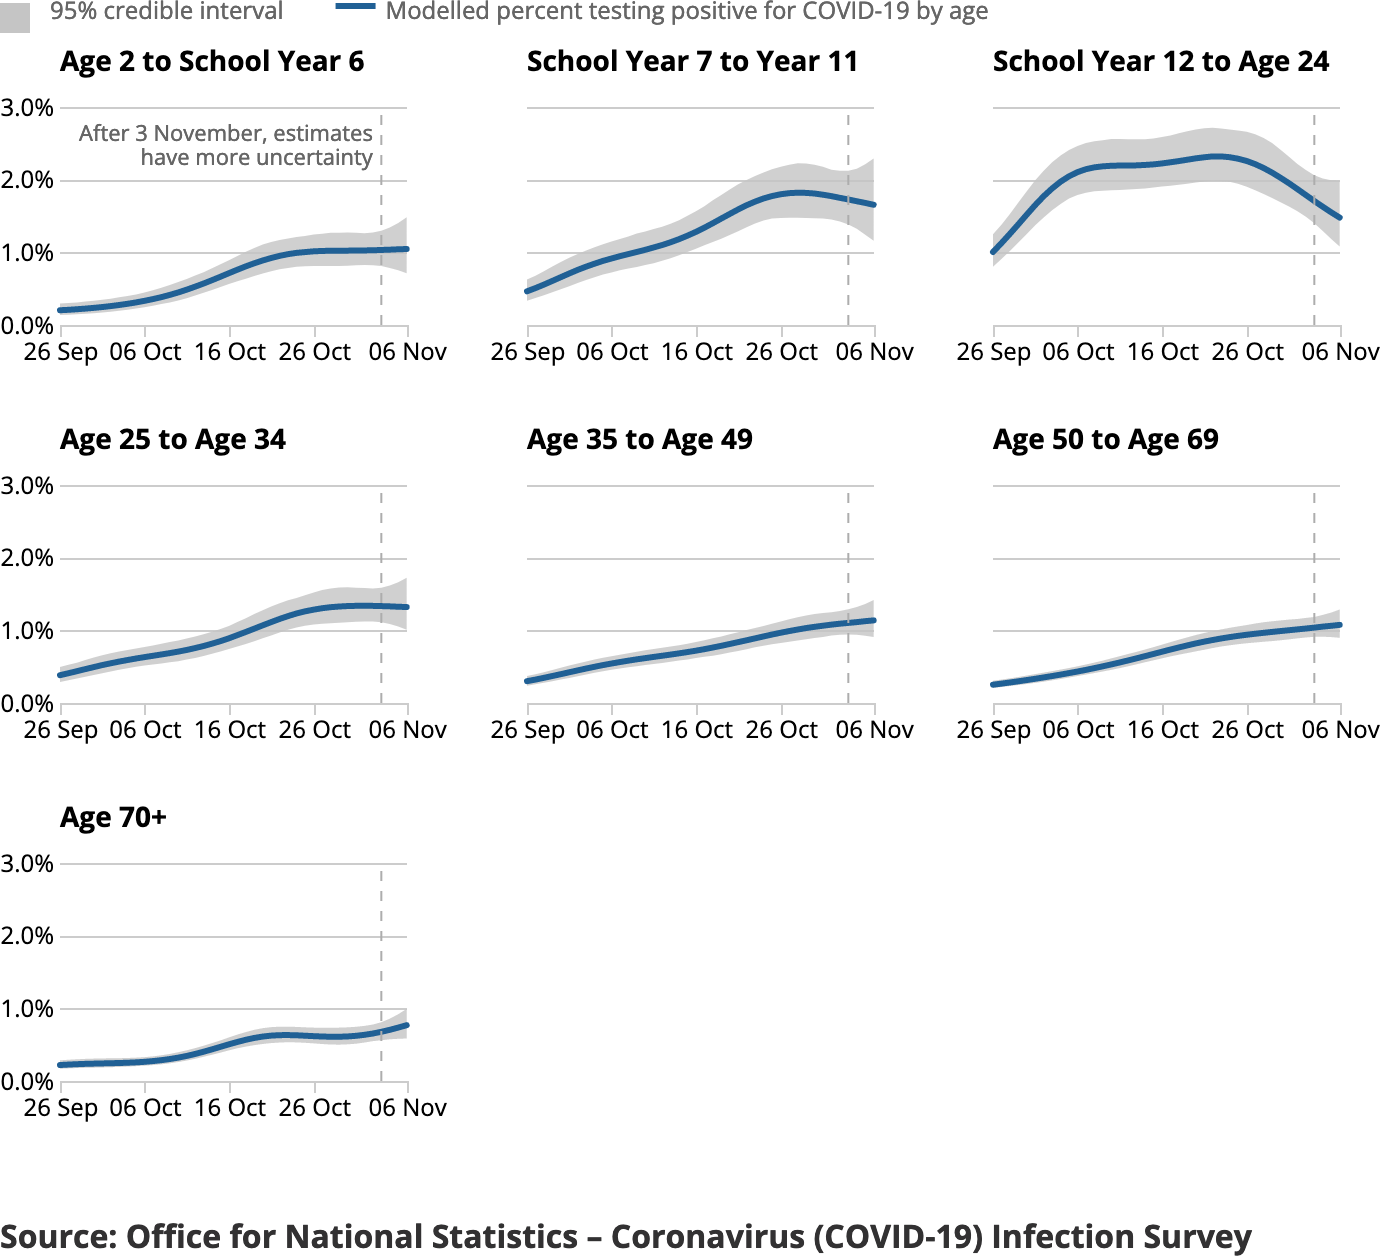 95% credible interval
Modelled percent testing positive for COVID-19 by age
Age 2 to School Year 6
School Year 7 to Year 11
School Year 12 to Age 24
3.0%
After 3 November, estimates
have more uncertainty
2.0%
1.0%
0.0%
26 Sep 06 Oct 16 Oct 26 Oct 06 Nov
26 Sep 06 Oct 16 Oct 26 Oct 06 Nov
26 Sep 06 Oct 16 Oct 26 Oct 06 Nov
Age 25 to Age 34
Age 35 to Age 49
Age 50 to Age 69
3.0%
2.0%
1.0%
0.0%
26 Sep 06 Oct 16 Oct 26 Oct 06 Nov
26 Sep 06 Oct 16 Oct 26 Oct 06 Nov
26 Sep 06 Oct 16 Oct 26 Oct 06 Nov
Age 70+
3.0%
2.0%
1.0%
0.0%
26 Sep 06 Oct 16 Oct 26 Oct 06 Nov
Source: Office for National Statistics – Coronavirus (COVID-19) Infection Survey